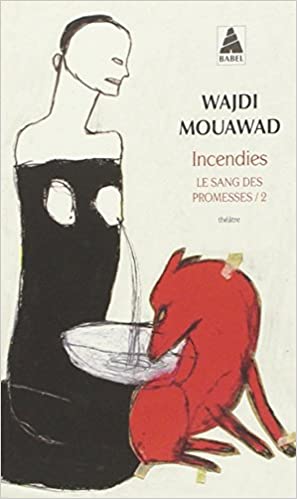 BABEL
WAJDI
MOUAWAD
Incendies
LE SANG DES
PROMESSES / 2
théâtre